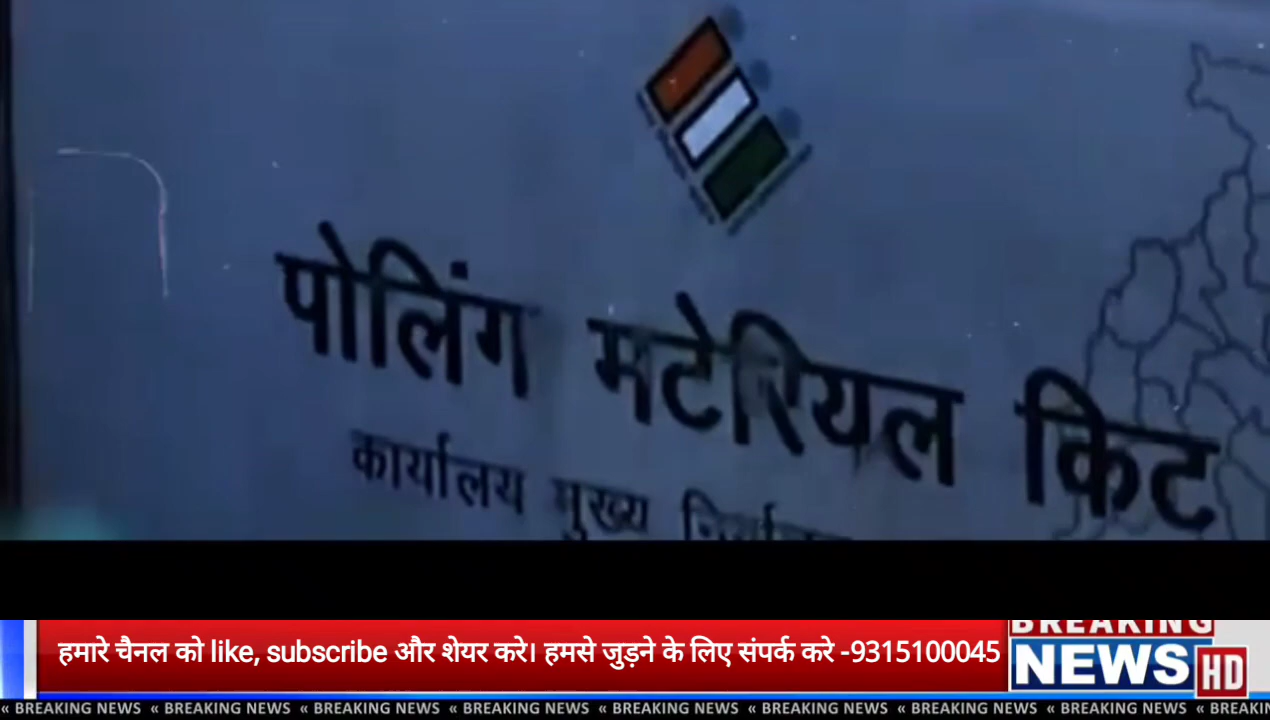 पोलिंग मटेरियल किट
कार्यालय मुख्य
हमारे चैनल को like, subscribe और शेयर करे। हमसे जुड़ने के लिए संपर्क करे -9315100045
BREAKING
NEWS HD
« BREAKING NEWS « BREAKING NEWS « BREAKING NEWS « BREAKING NEWS « BREAKING NEWS « BREAKING NEWS « BREAKING NEWS « BREAKING NEWS « BREAKIN